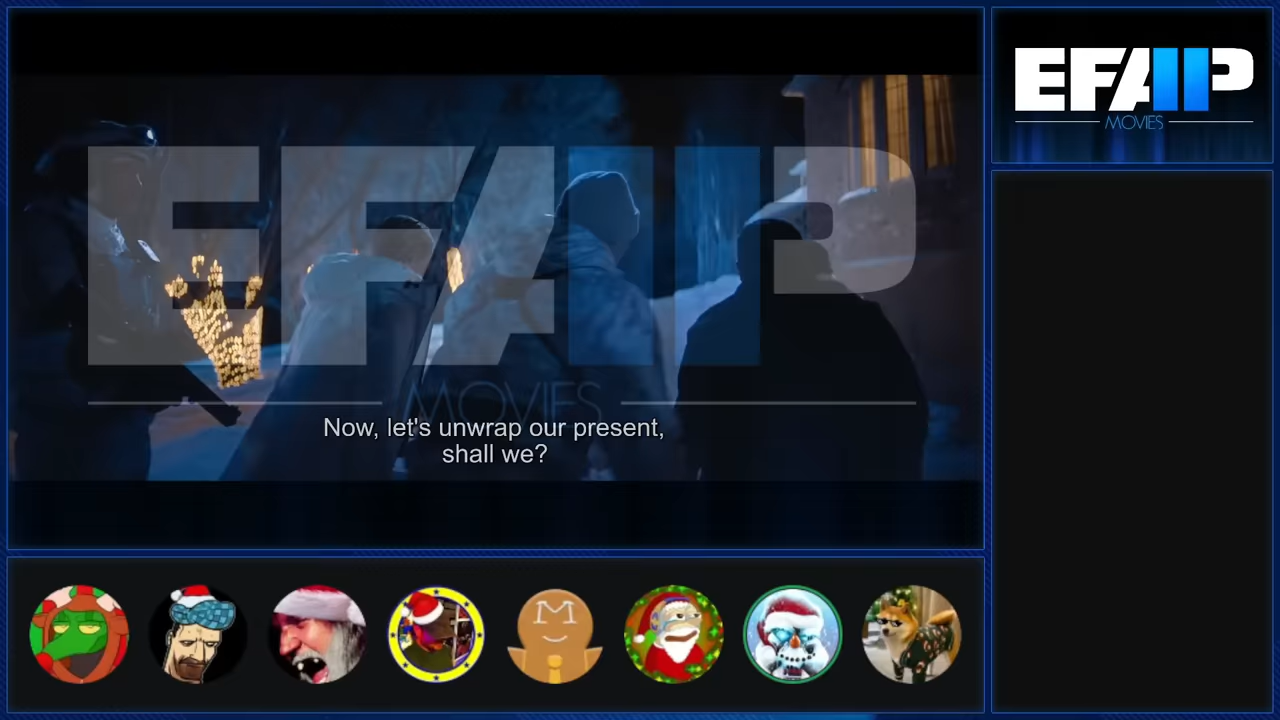 EFAP
MOVIES
EFAP
MOVIES
Now, let's unwrap our present,
shall we?
M